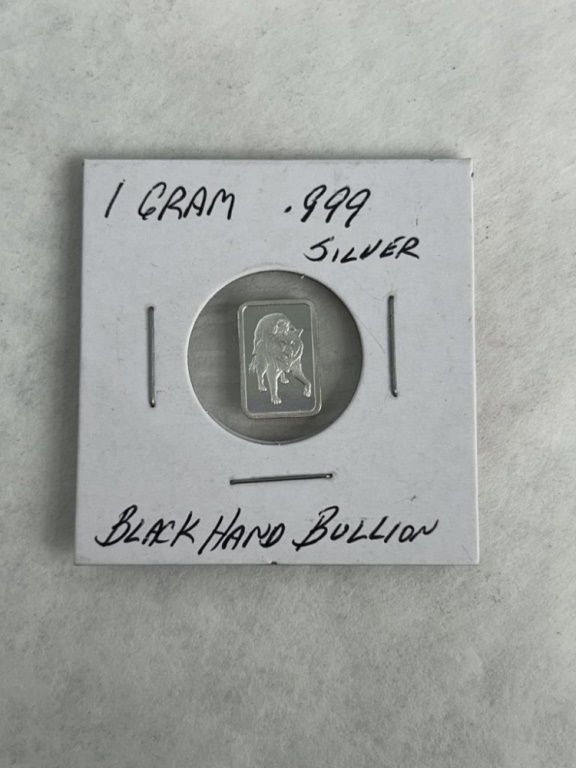 1 GRAM .999
SILVER
BLACK HAND BULLION